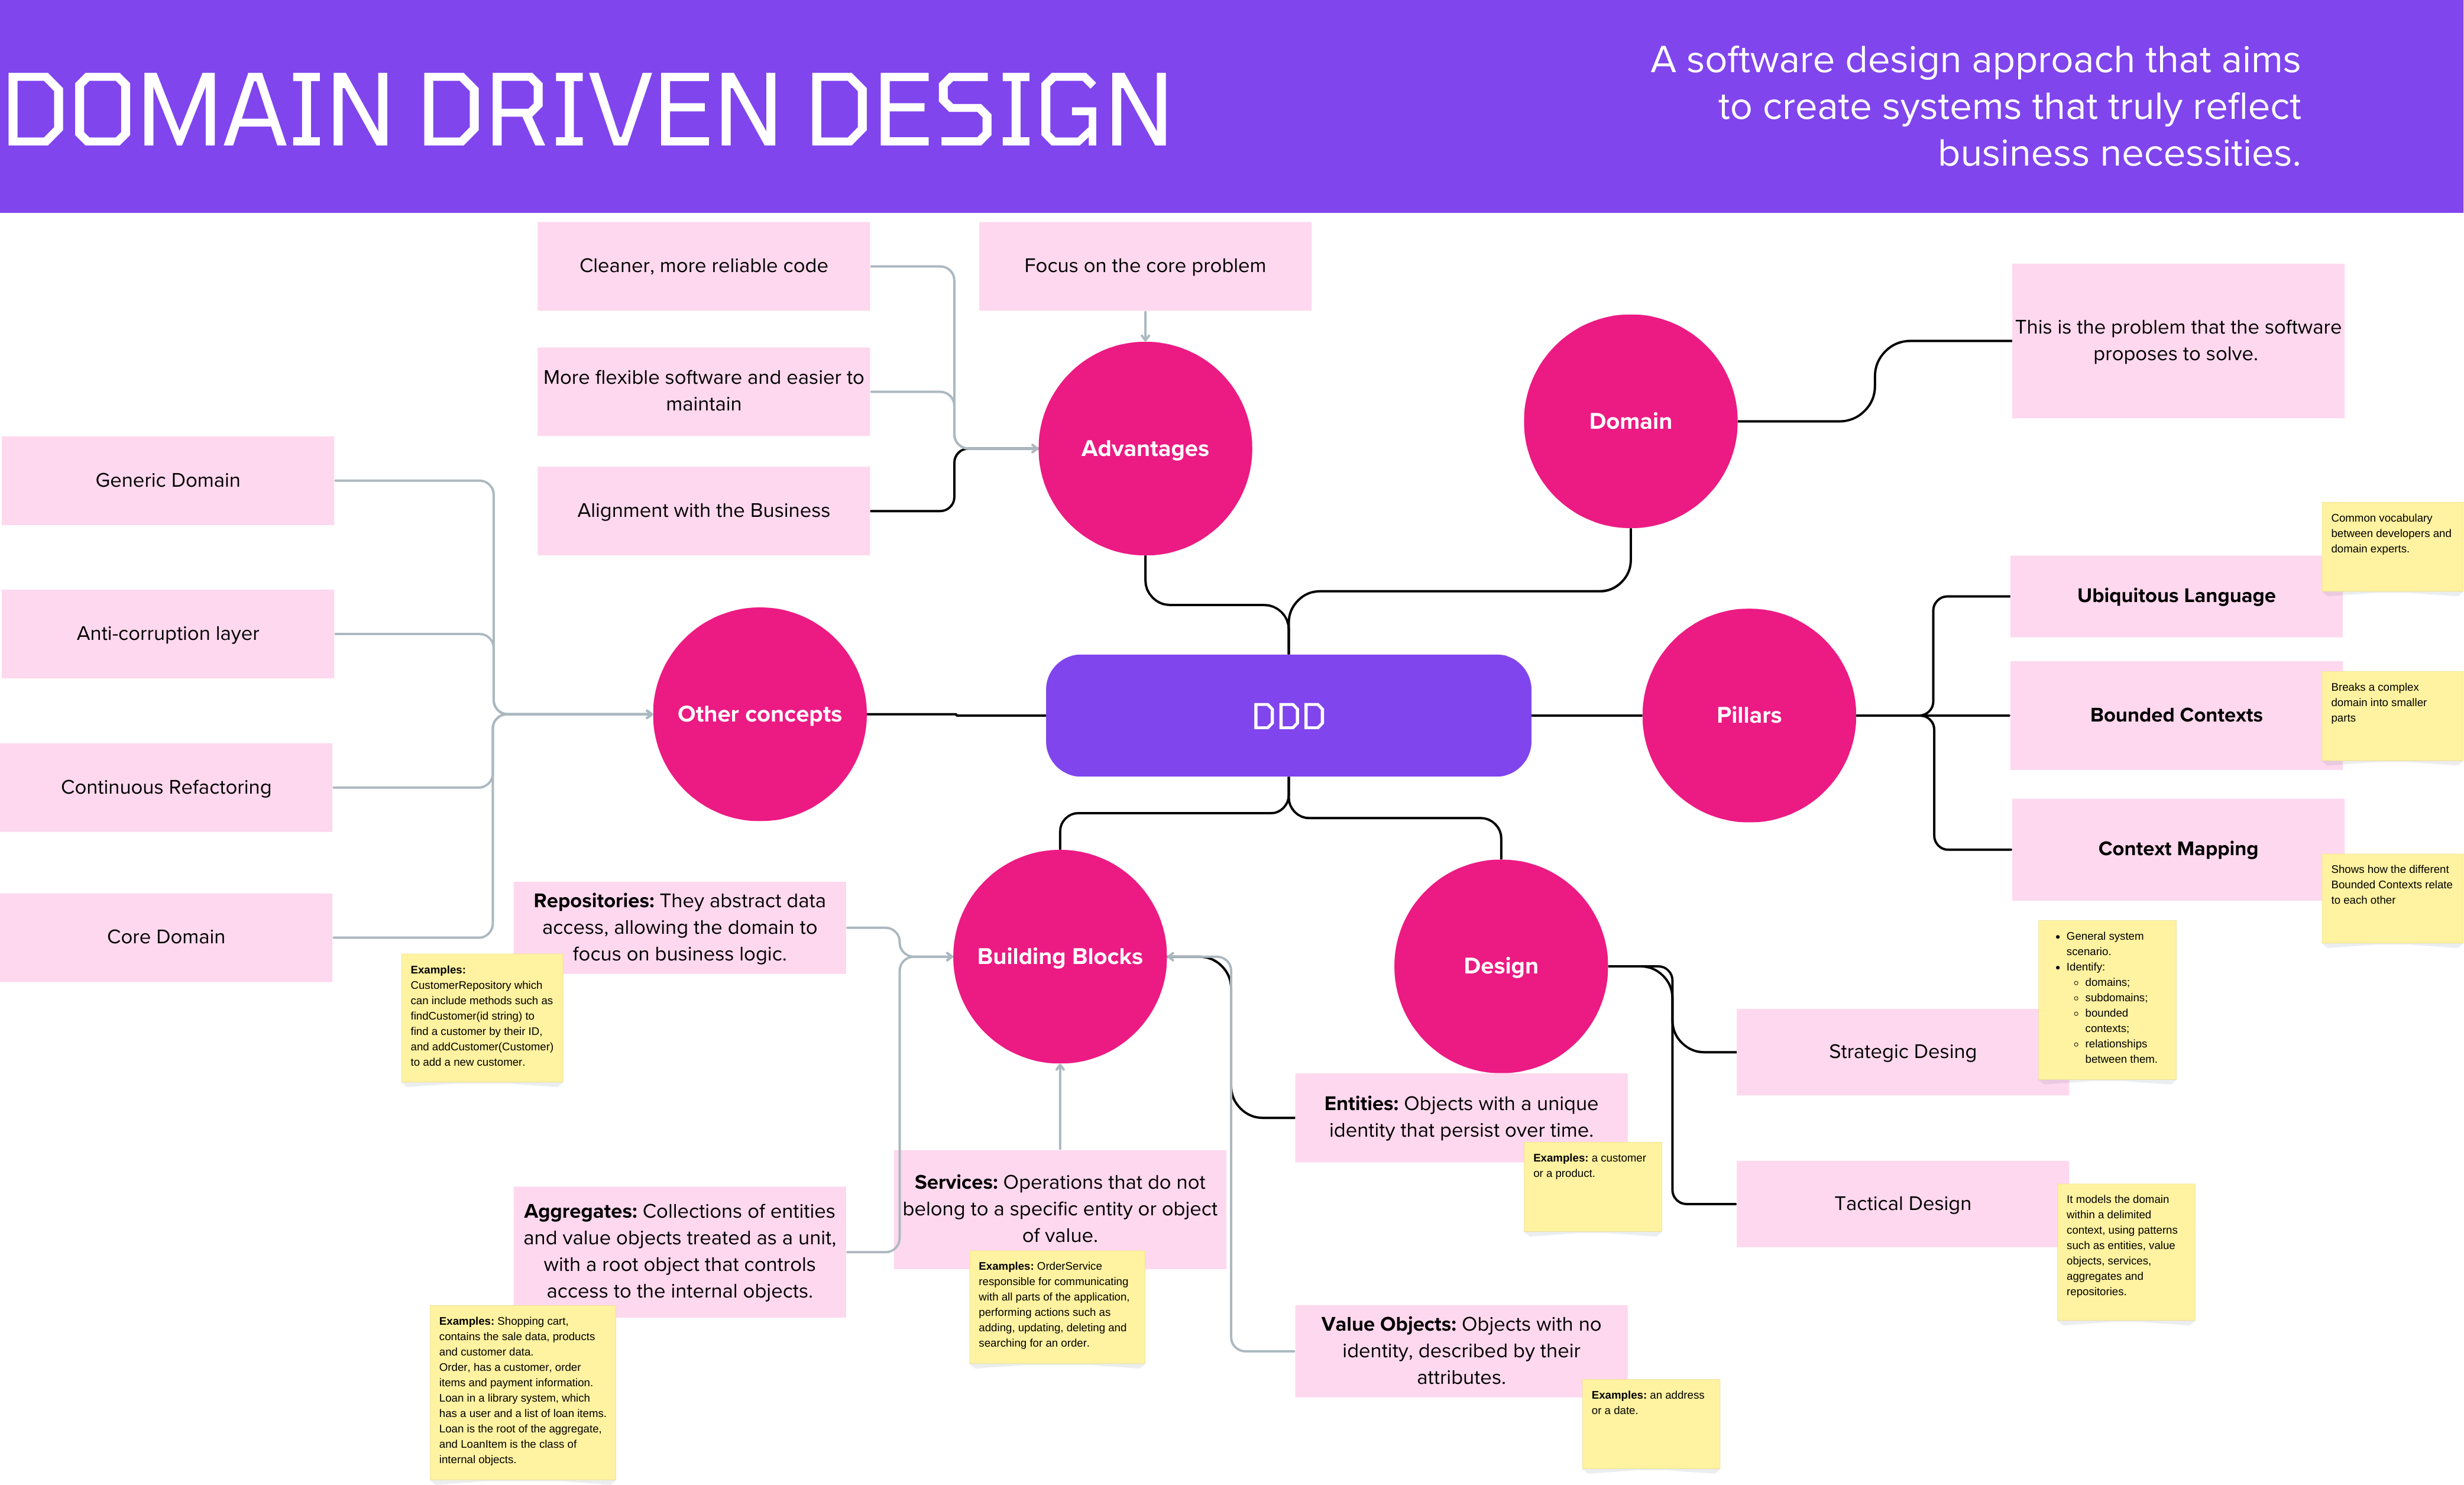 DOMAIN DRIVEN DESIGN
A software design approach that aims
to create systems that truly reflect
business necessities.
Cleaner, more reliable code
Focus on the core problem
More flexible software and easier to
maintain
Alignment with the Business
Advantages
Domain
This is the problem that the software
proposes to solve.
Generic Domain
Anti-corruption layer
Continuous Refactoring
Core Domain
Other concepts
DDD
Pillars
Common vocabulary
between developers and
domain experts.
Ubiquitous Language
Breaks a complex
domain into smaller
parts
Bounded Contexts
Context Mapping
Shows how the different
Bounded Contexts relate
to each other
Repositories: They abstract data
access, allowing the domain to
focus on business logic.
Examples:
CustomerRepository which
can include methods such as
findCustomer(id string) to
find a customer by their ID,
and addCustomer(Customer)
to add a new customer.
Building Blocks
Design
Aggregates: Collections of entities
and value objects treated as a unit,
with a root object that controls
access to the internal objects.
Examples: Shopping cart,
contains the sale data, products
and customer data.
Order, has a customer, order
items and payment information.
Loan in a library system, which
has a user and a list of loan items.
Loan is the root of the aggregate,
and LoanItem is the class of
internal objects.
Services: Operations that do not
belong to a specific entity or object
of value.
Examples: OrderService
responsible for communicating
with all parts of the application,
performing actions such as
adding, updating, deleting and
searching for an order.
Entities: Objects with a unique
identity that persist over time.
Examples: a customer
or a product.
Value Objects: Objects with no
identity, described by their
attributes.
Examples: an address
or a date.
Strategic Desing
• General system
scenario.
• Identify:
◦ domains;
◦ subdomains;
◦ bounded
contexts;
◦ relationships
between them.
Tactical Design
It models the domain
within a delimited
context, using patterns
such as entities, value
objects, services,
aggregates and
repositories.